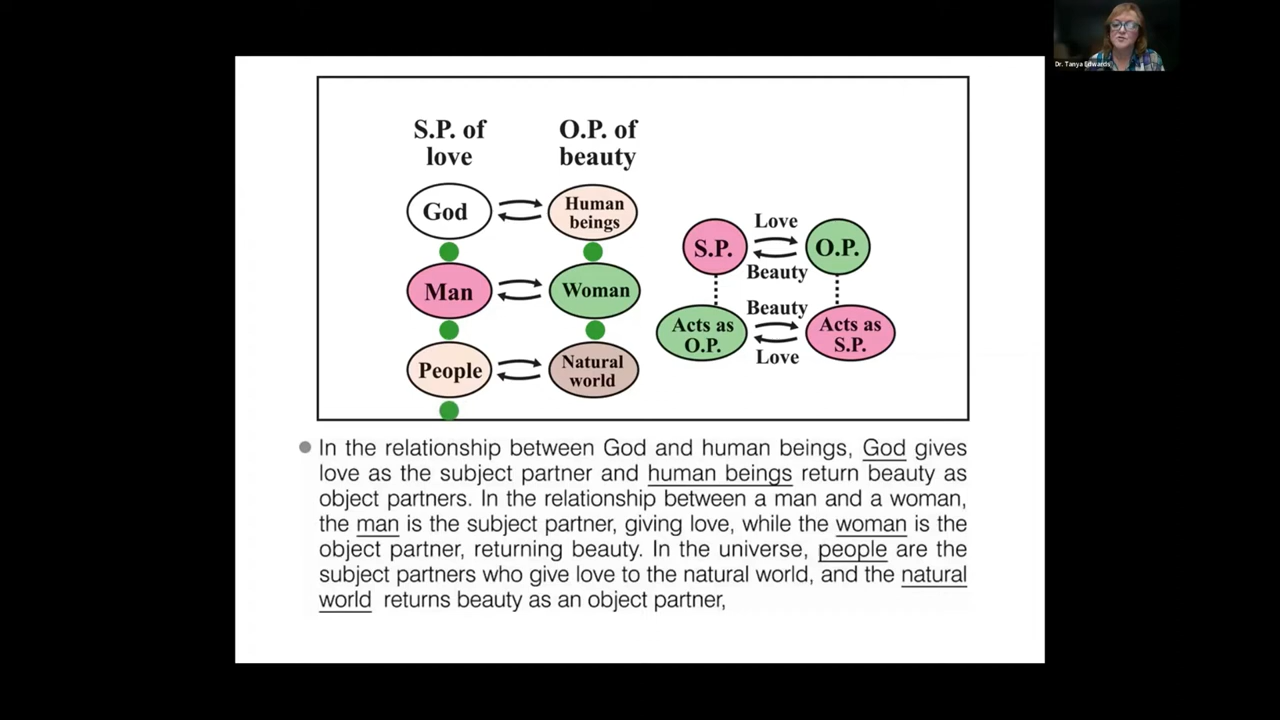 Dr. Tanya Edwards
S.P. of
love
O.P. of
beauty
God
Human
beings
Man
Woman
People
Natural
world
Love
S.P.
O.P.
Beauty
Beauty
Acts as
O.P.
Acts as
S.P.
Love
In the relationship between God and human beings, God gives
love as the subject partner and human beings return beauty as
object partners. In the relationship between a man and a woman,
the man is the subject partner, giving love, while the woman is the
object partner, returning beauty. In the universe, people are the
subject partners who give love to the natural world, and the natural
world returns beauty as an object partner,